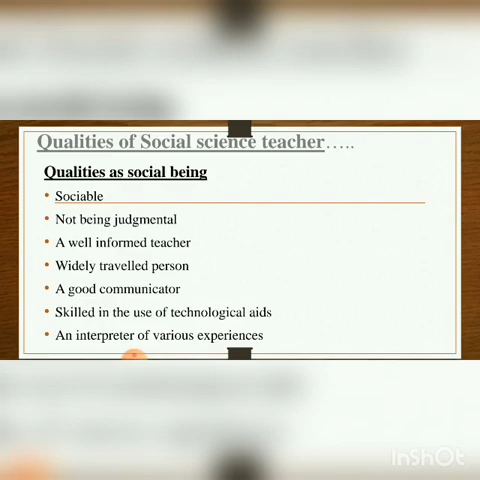 Qualities of Social science teacher…..
Qualities as social being
• Sociable
• Not being judgmental
• A well informed teacher
• Widely travelled person
• A good communicator
• Skilled in the use of technological aids
• An interpreter of various experiences
InShOt